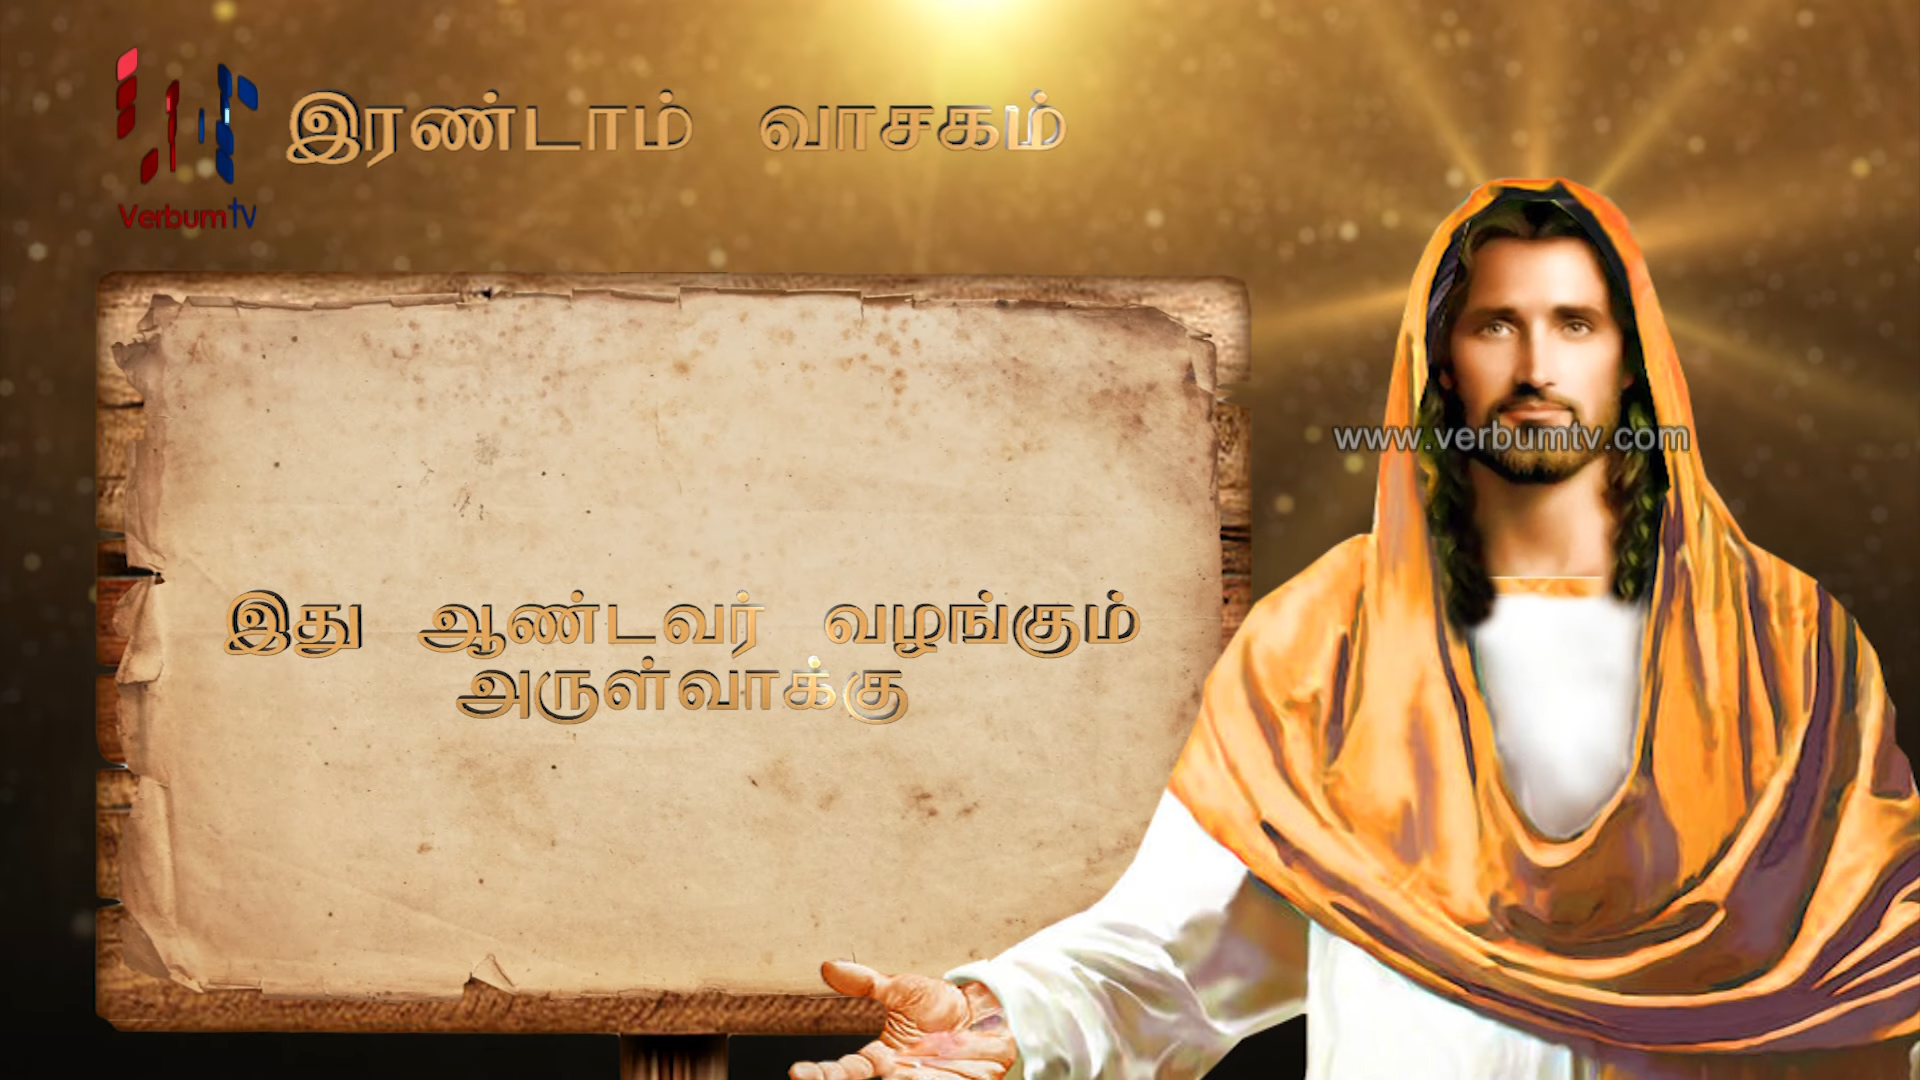 இரண்டாம் வாசகம்
VerbumTV
www.verbumtv.com
இது ஆண்டவர் வழங்கும்
அருள்வாக்கு